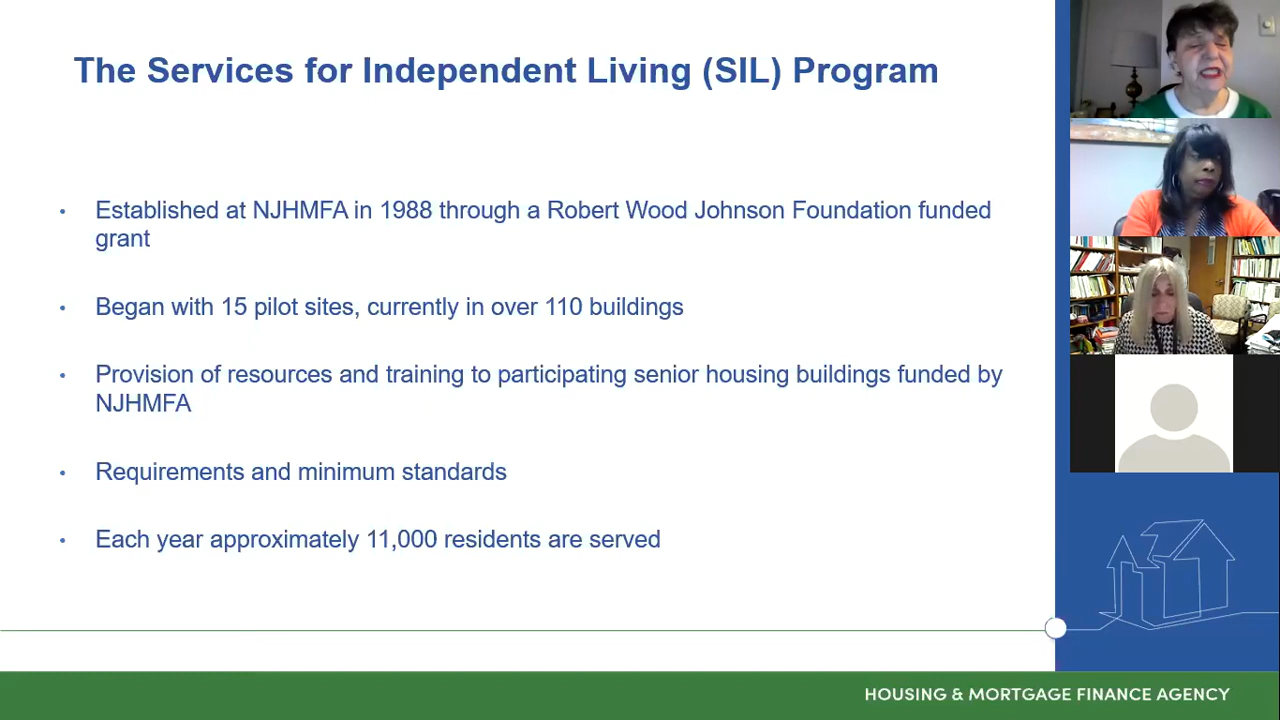 The Services for Independent Living (SIL) Program
• Established at NJHMFA in 1988 through a Robert Wood Johnson Foundation funded
grant
• Began with 15 pilot sites, currently in over 110 buildings
• Provision of resources and training to participating senior housing buildings funded by
NJHMFA
• Requirements and minimum standards
• Each year approximately 11,000 residents are served
HOUSING & MORTGAGE FINANCE AGENCY